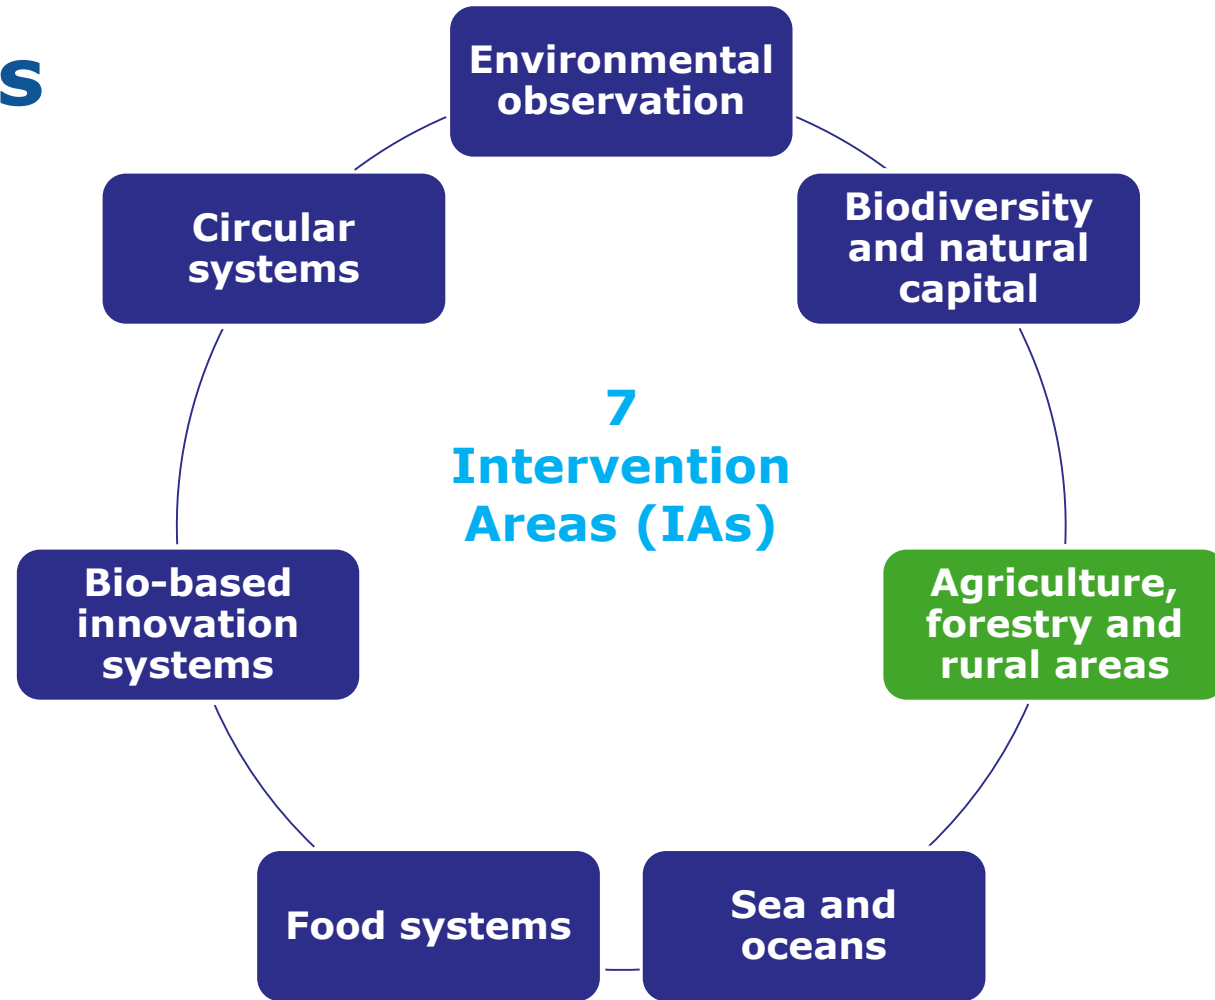 s
Environmental
observation
Biodiversity
and natural
capital
Agriculture,
forestry and
rural areas
Sea and
oceans
Food systems
Bio-based
innovation
systems
Circular
systems
7
Intervention
Areas (IAs)